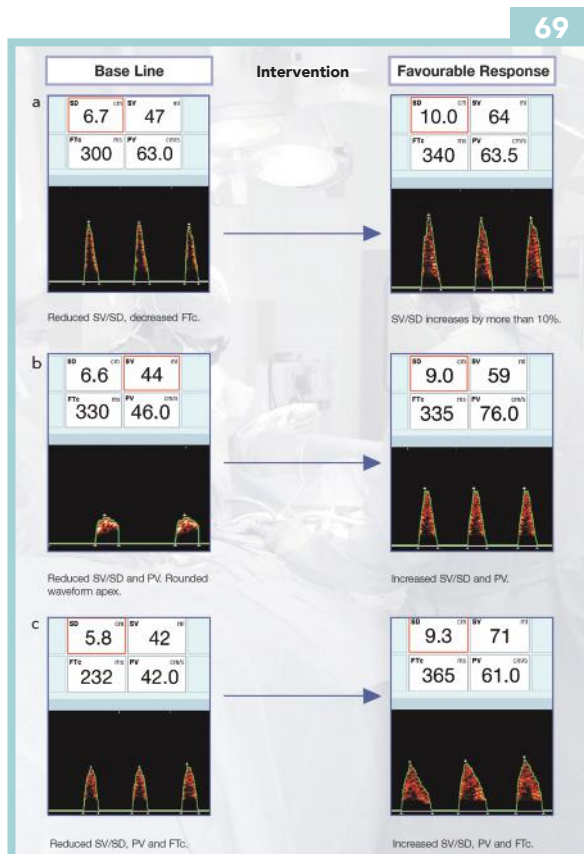 69
Base Line Intervention Favourable Response
a
SD cm SV ml
6.7 47
FTc ms PV cm/s
300 63.0
SD cm SV ml
10.0 64
FTc ms PV cm/s
340 63.5
Reduced SV/SD, decreased FTc.
SV/SD increases by more than 10%.
b
SD cm SV ml
6.6 44
FTc ms PV cm/s
330 46.0
SD cm SV ml
9.0 59
FTc ms PV cm/s
335 76.0
Reduced SV/SD and PV. Rounded
waveform apex.
Increased SV/SD and PV.
c
SD cm SV ml
5.8 42
FTc ms PV cm/s
232 42.0
SD cm SV ml
9.3 71
FTc ms PV cm/s
365 61.0
Reduced SV/SD, PV and FTc.
Increased SV/SD, PV and FTc.